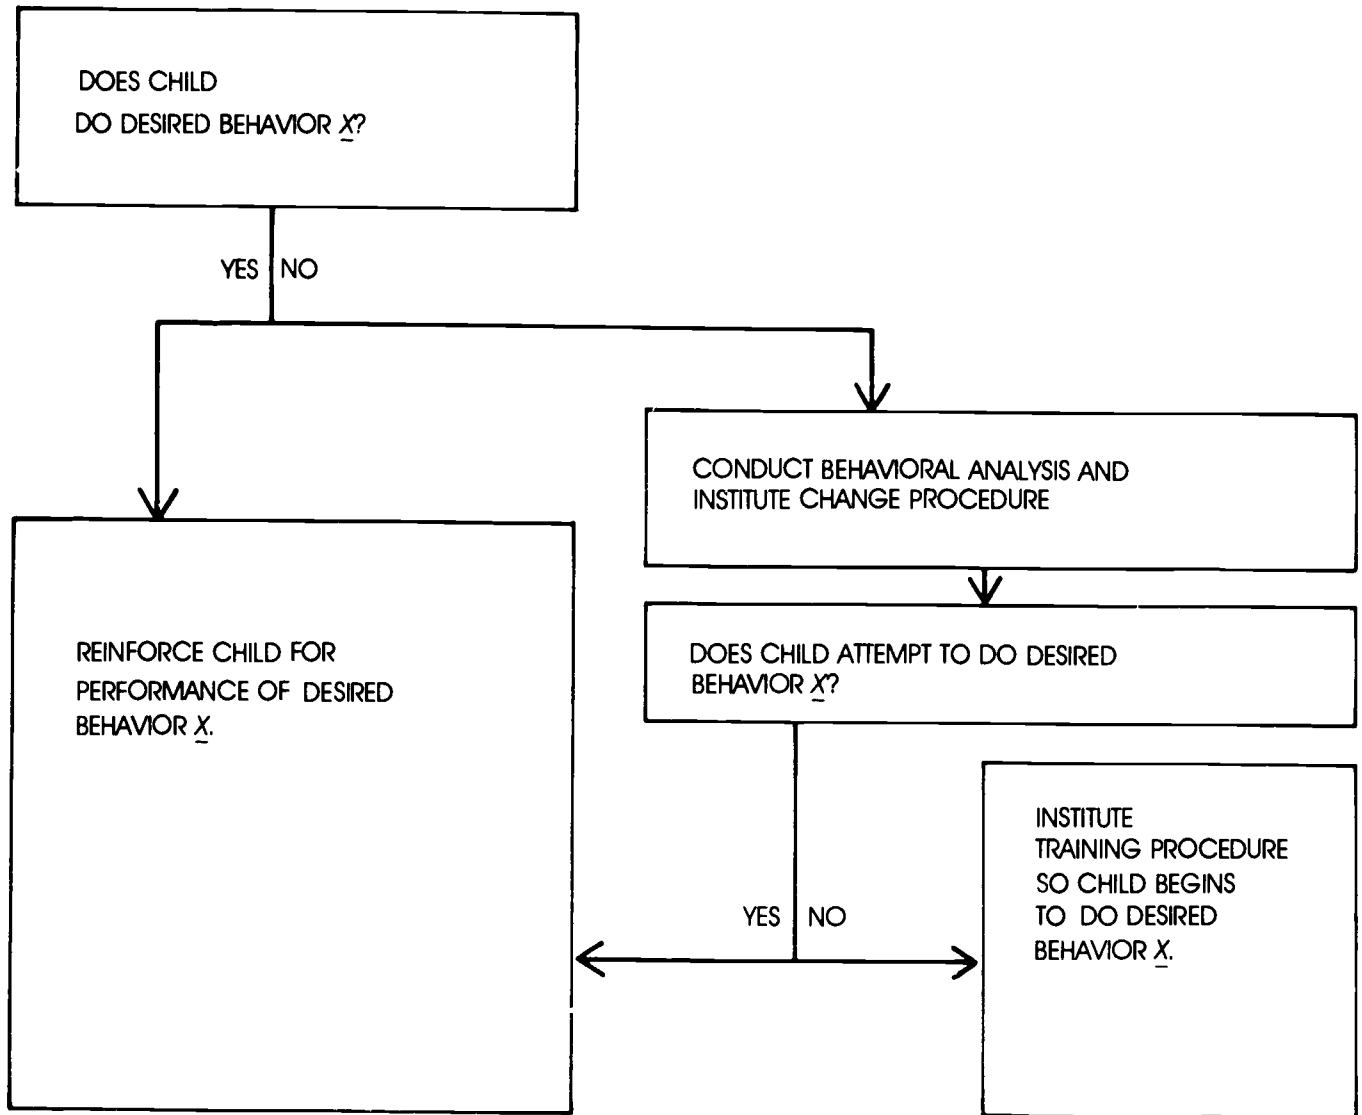 DOES CHILD
DO DESIRED BEHAVIOR X?
YES NO
CONDUCT BEHAVIORAL ANALYSIS AND
INSTITUTE CHANGE PROCEDURE
DOES CHILD ATTEMPT TO DO DESIRED
BEHAVIOR X?
REINFORCE CHILD FOR
PERFORMANCE OF DESIRED
BEHAVIOR X.
YES NO
INSTITUTE
TRAINING PROCEDURE
SO CHILD BEGINS
TO DO DESIRED
BEHAVIOR X.